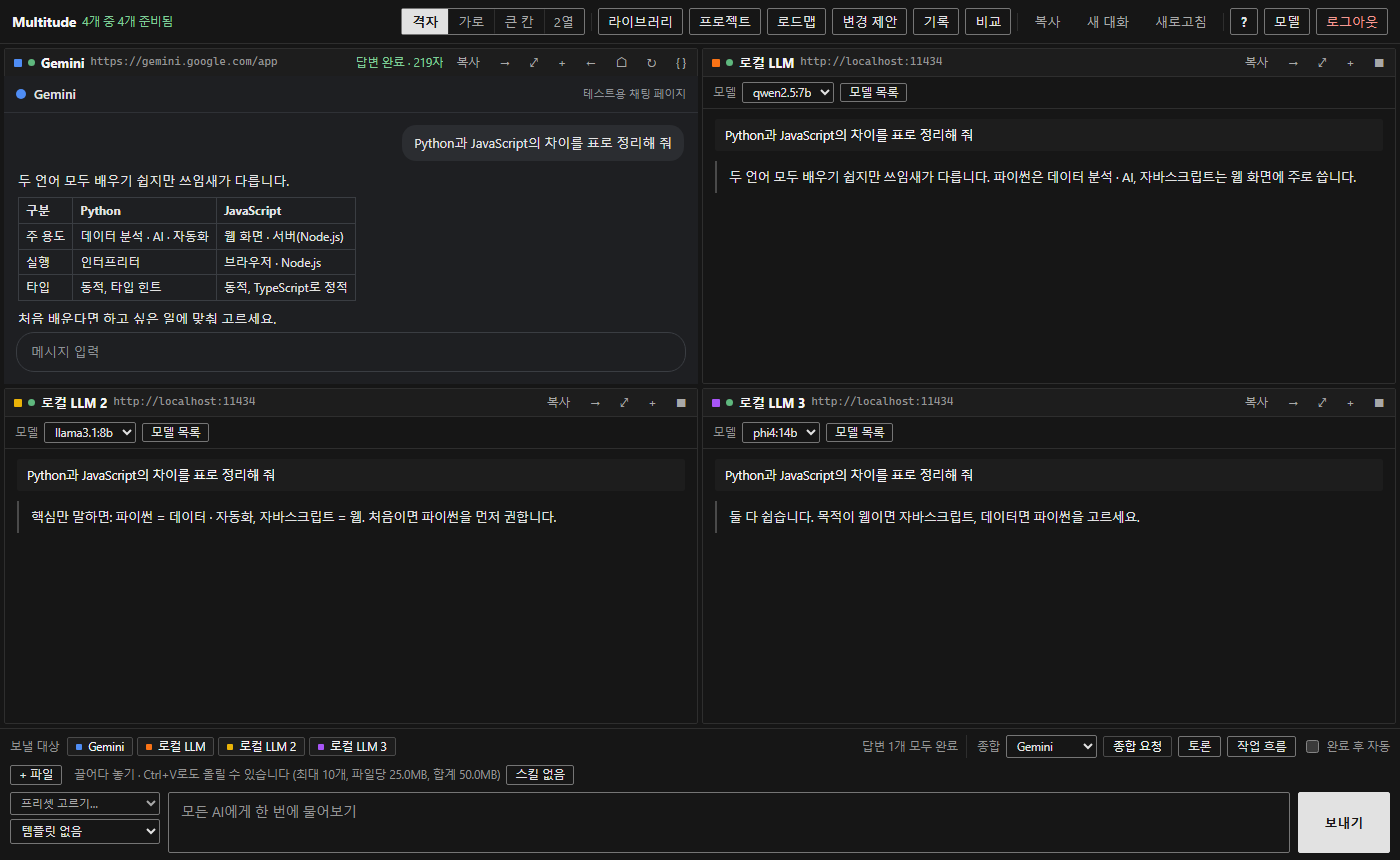 Multitude 4개 중 4개 준비됨 격자 가로 큰 칸 2열 라이브러리 프로젝트 로드맵 변경 제안 기록 비교 복사 새 대화 새로고침 ? 모델 로그아웃
Gemini https://gemini.google.com/app 답변 완료 · 219자 복사 → ⤢ + ← ☖ ↻ { }
Gemini 테스트용 채팅 페이지
Python과 JavaScript의 차이를 표로 정리해 줘
두 언어 모두 배우기 쉽지만 쓰임새가 다릅니다.
구분 Python JavaScript
주 용도 데이터 분석 · AI · 자동화 웹 화면 · 서버(Node.js)
실행 인터프리터 브라우저 · Node.js
타입 동적, 타입 힌트 동적, TypeScript로 정적
처음 배운다면 하고 싶은 일에 맞춰 고르세요.
메시지 입력
로컬 LLM http://localhost:11434 복사 → ⤢ + ■
모델 qwen2.5:7b 모델 목록
Python과 JavaScript의 차이를 표로 정리해 줘
두 언어 모두 배우기 쉽지만 쓰임새가 다릅니다. 파이썬은 데이터 분석 · AI, 자바스크립트는 웹 화면에 주로 씁니다.
로컬 LLM 2 http://localhost:11434 복사 → ⤢ + ■
모델 llama3.1:8b 모델 목록
Python과 JavaScript의 차이를 표로 정리해 줘
핵심만 말하면: 파이썬 = 데이터 · 자동화, 자바스크립트 = 웹. 처음이면 파이썬을 먼저 권합니다.
로컬 LLM 3 http://localhost:11434 복사 → ⤢ + ■
모델 phi4:14b 모델 목록
Python과 JavaScript의 차이를 표로 정리해 줘
둘 다 쉽습니다. 목적이 웹이면 자바스크립트, 데이터면 파이썬을 고르세요.
보낼 대상 Gemini 로컬 LLM 로컬 LLM 2 로컬 LLM 3 답변 1개 모두 완료 종합 Gemini 종합 요청 토론 작업 흐름 완료 후 자동
+ 파일 끌어다 놓기 · Ctrl+V로도 올릴 수 있습니다 (최대 10개, 파일당 25.0MB, 합계 50.0MB) 스킬 없음
프리셋 고르기...
템플릿 없음
모든 AI에게 한 번에 물어보기
보내기